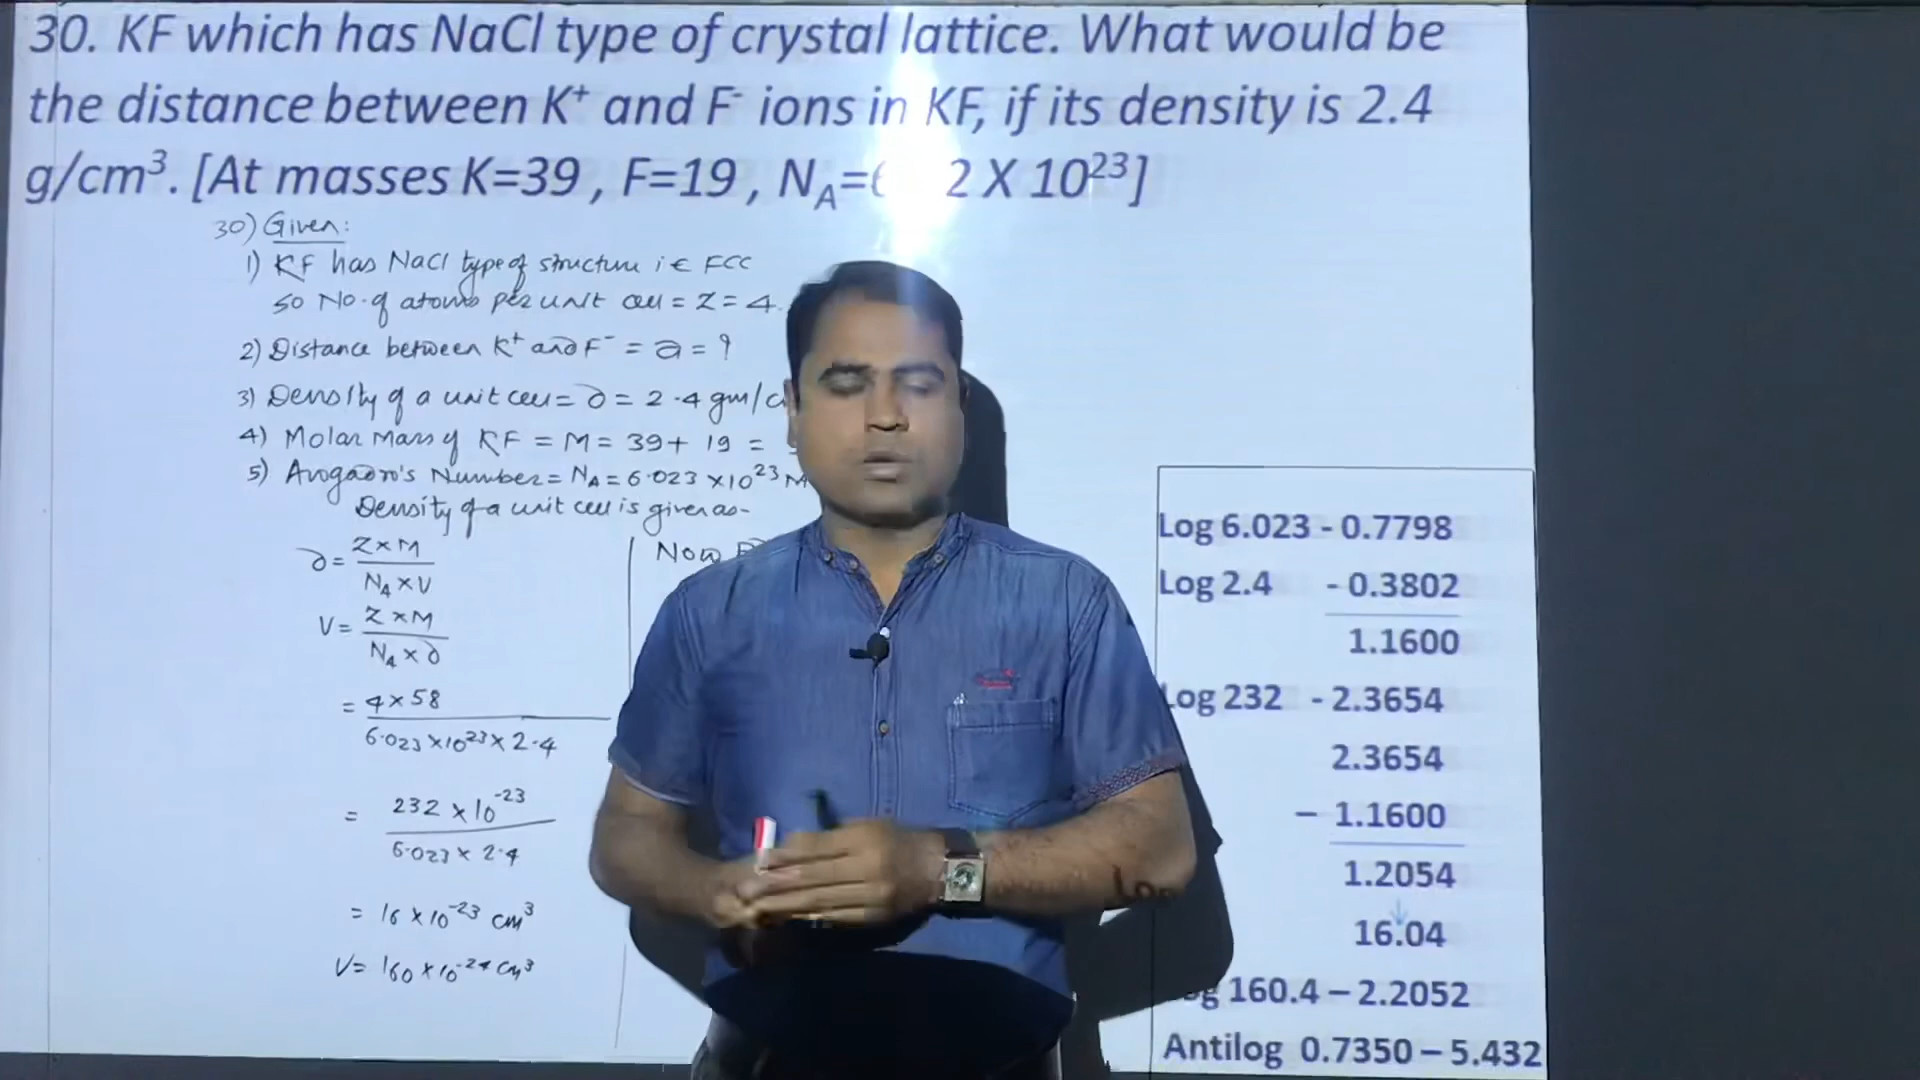 30. KF which has NaCl type of crystal lattice. What would be
the distance between K⁺ and F⁻ ions in KF, if its density is 2.4
g/cm³. [At masses K=39 , F=19 , N_A= 2 X 10²³]
30) Given:
1) KF has NaCl type of structure i.e FCC
so No. of atoms per unit cell = Z = 4.
2) Distance between K⁺ and F⁻ = a = ?
3) Density of a unit cell = d = 2.4 gm/c
4) Molar Mass of KF = M = 39 + 19 =
5) Avogadro's Number = N_A = 6.023 × 10²³
Density of a unit cell is given as -
d = Z × M / N_A × V
V = Z × M / N_A × d
= 4 × 58 / 6.023 × 10²³ × 2.4
= 232 × 10⁻²³ / 6.023 × 2.4
= 16 × 10⁻²³ cm³
V = 160 × 10⁻²⁴ cm³
Now
Log 6.023 - 0.7798
Log 2.4 - 0.3802
1.1600
Log 232 - 2.3654
2.3654
– 1.1600
1.2054
↓
16.04
160.4 – 2.2052
Antilog 0.7350 – 5.432